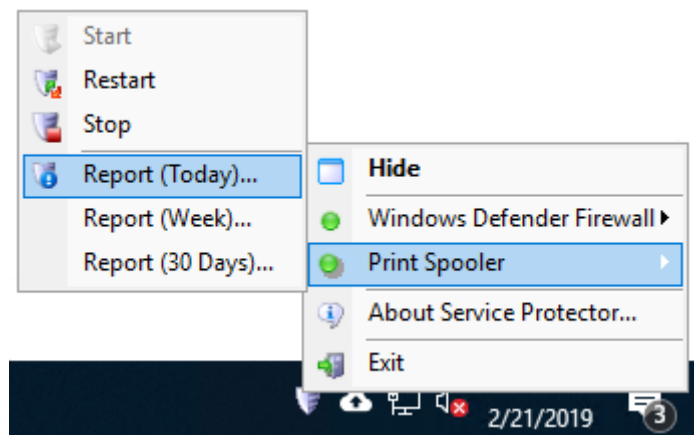 Start
Restart
Stop
Report (Today)...
Report (Week)...
Report (30 Days)...
Hide
Windows Defender Firewall
Print Spooler
About Service Protector...
Exit
2/21/2019
3